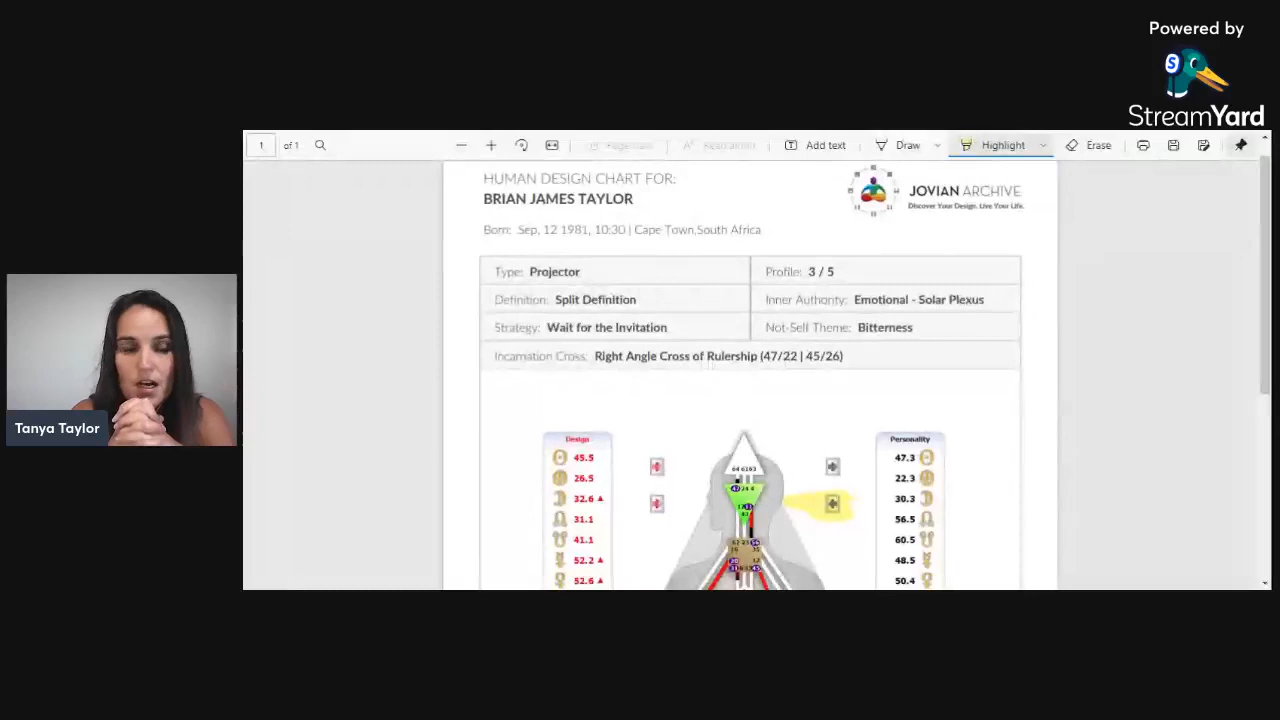 Powered by
S
StreamYard
1 of 1
Add text
Draw
Highlight
Erase
HUMAN DESIGN CHART FOR:
BRIAN JAMES TAYLOR
JOVIAN ARCHIVE
Discover Your Design. Live Your Life.
Born: Sep, 12 1981, 10:30 | Cape Town,South Africa
Type: Projector
Profile: 3 / 5
Definition: Split Definition
Inner Authority: Emotional - Solar Plexus
Strategy: Wait for the Invitation
Not-Self Theme: Bitterness
Incarnation Cross: Right Angle Cross of Rulership (47/22 | 45/26)
Tanya Taylor
Design
45.5
26.5
32.6
31.1
41.1
52.2
52.6
64 61 63
Personality
47.3
22.3
30.3
56.5
60.5
48.5
50.4